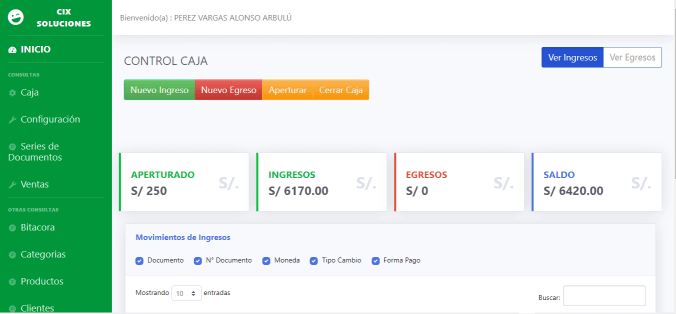 CIX
SOLUCIONES
INICIO
CONSULTAS
Caja
Configuración
Series de
Documentos
Ventas
OTRAS CONSULTAS
Bitacora
Categorias
Productos
Clientes
Bienvenido(a) : PEREZ VARGAS ALONSO ARBULÚ
CONTROL CAJA
Ver Ingresos Ver Egresos
Nuevo Ingreso Nuevo Egreso Aperturar Cerrar Caja
APERTURADO
S/ 250
S/.
INGRESOS
S/ 6170.00
S/.
EGRESOS
S/ 0
S/.
SALDO
S/ 6420.00
S/.
Movimientos de Ingresos
Documento N° Documento Moneda Tipo Cambio Forma Pago
Mostrando 10 entradas
Buscar: